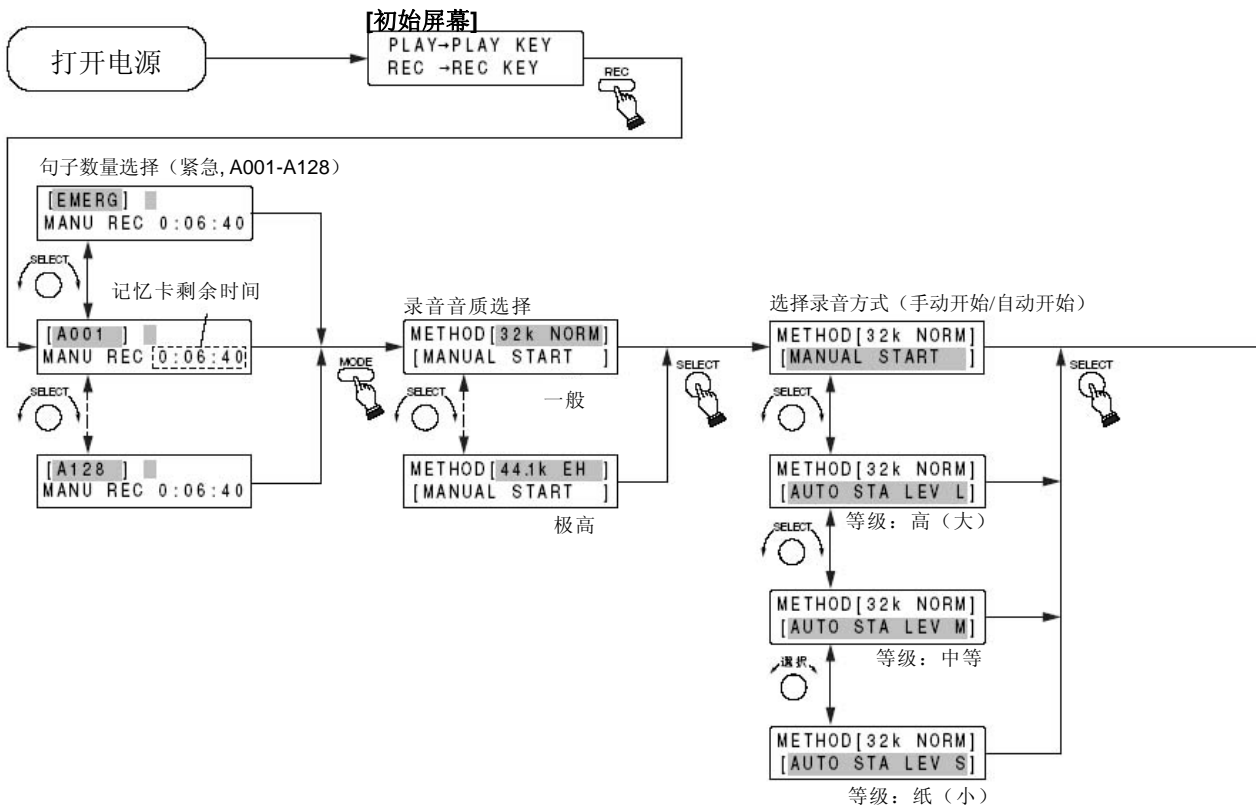 [初始屏幕]
打开电源
PLAY→PLAY KEY
REC →REC KEY
REC
句子数量选择（紧急, A001-A128）
[EMERG]
MANU REC 0:06:40
SELECT
记忆卡剩余时间
[A001 ]
MANU REC 0:06:40
SELECT
[A128 ]
MANU REC 0:06:40
MODE
录音音质选择
METHOD[32k NORM]
[MANUAL START ]
一般
SELECT
METHOD[44.1k EH ]
[MANUAL START ]
极高
SELECT
选择录音方式（手动开始/自动开始）
METHOD[32k NORM]
[MANUAL START ]
SELECT
SELECT
METHOD[32k NORM]
[AUTO STA LEV L]
等级：高（大）
SELECT
METHOD[32k NORM]
[AUTO STA LEV M]
等级：中等
選択
METHOD[32k NORM]
[AUTO STA LEV S]
等级：纸（小）